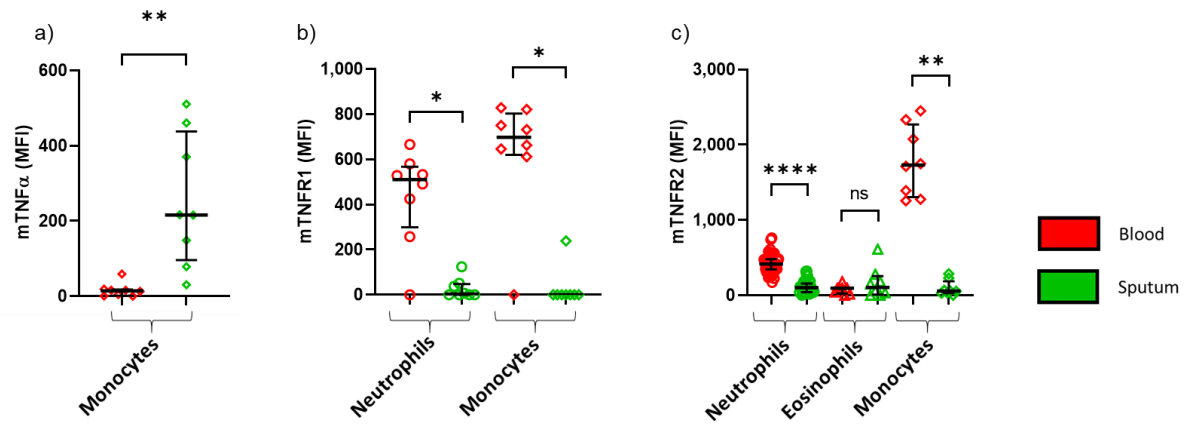 a)
**
600
400
200
0
mTNFα (MFI)
Monocytes
b)
*
*
1,000
800
600
400
200
0
mTNFR1 (MFI)
Neutrophils
Monocytes
c)
****
ns
**
3,000
2,000
1,000
0
mTNFR2 (MFI)
Neutrophils
Eosinophils
Monocytes
Blood
Sputum